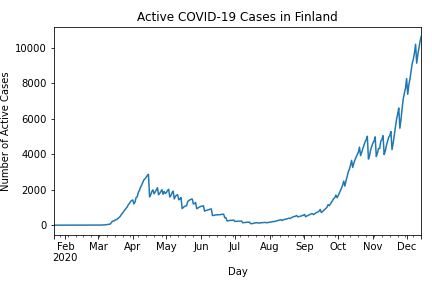 Active COVID-19 Cases in Finland
Number of Active Cases
10000
8000
6000
4000
2000
0
Feb Mar Apr May Jun Jul Aug Sep Oct Nov Dec
2020
Day